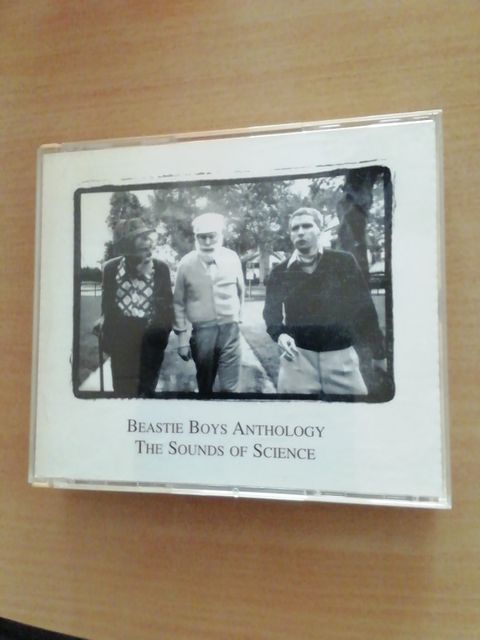 Beastie Boys Anthology
The Sounds of Science